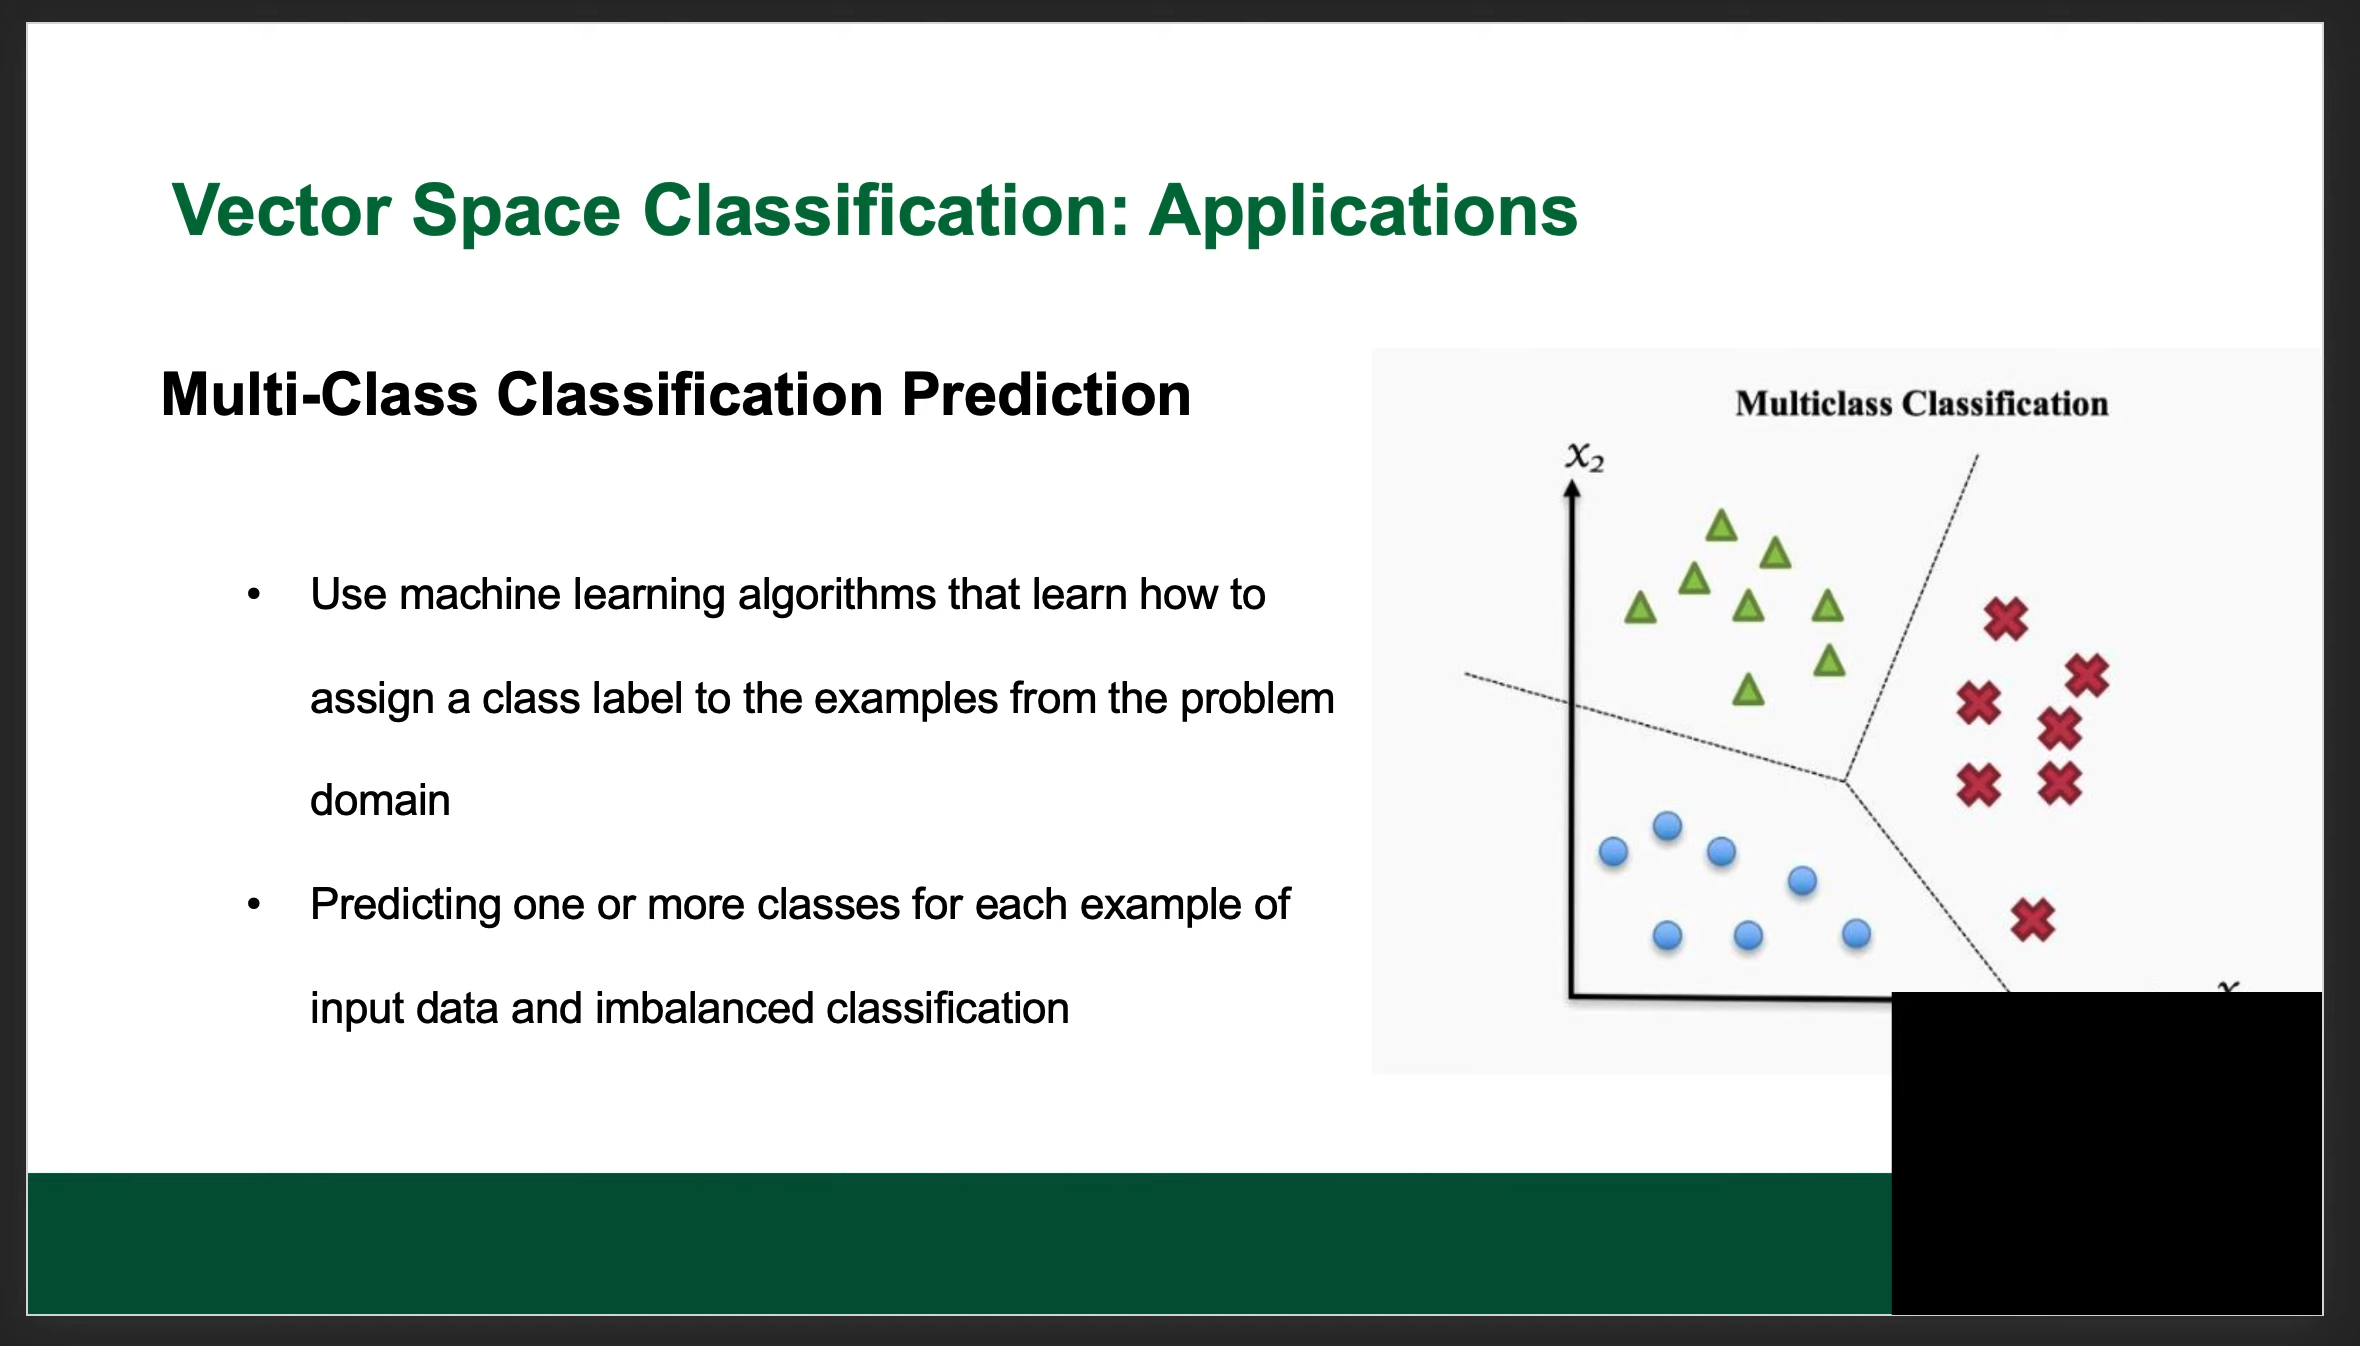 Vector Space Classification: Applications
Multi-Class Classification Prediction
• Use machine learning algorithms that learn how to
assign a class label to the examples from the problem
domain
• Predicting one or more classes for each example of
input data and imbalanced classification
Multiclass Classification
x₂